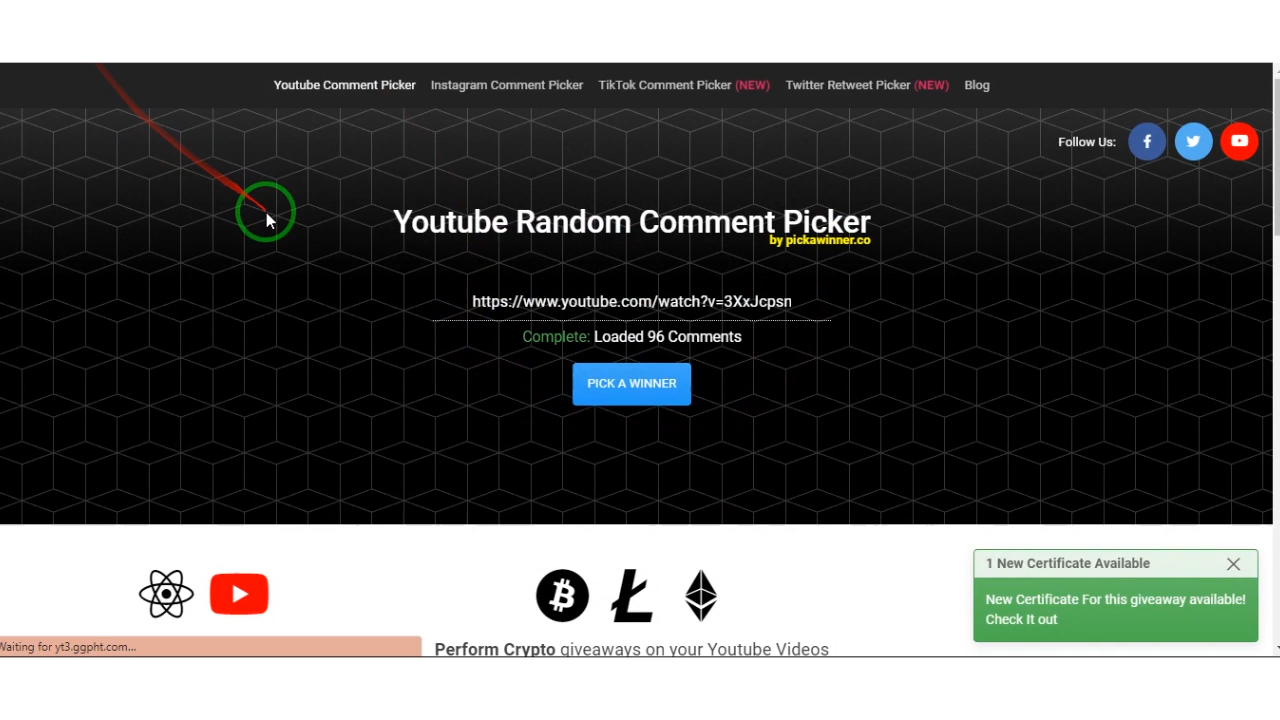 Youtube Comment Picker Instagram Comment Picker TikTok Comment Picker (NEW) Twitter Retweet Picker (NEW) Blog
Follow Us:
Youtube Random Comment Picker
by pickawinner.co
https://www.youtube.com/watch?v=3XxJcpsn
Complete: Loaded 96 Comments
PICK A WINNER
1 New Certificate Available
New Certificate For this giveaway available!
Check It out
Waiting for yt3.ggpht.com...
Perform Crypto giveaways on your Youtube Videos